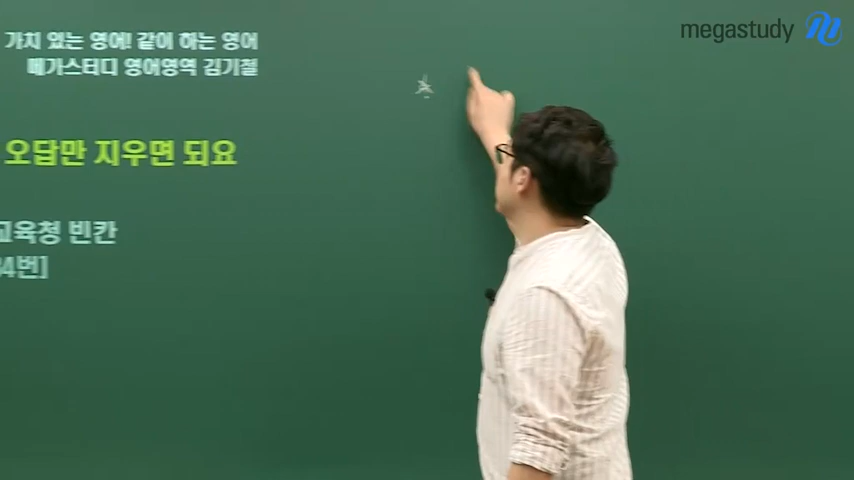 megastudy
가치 있는 영어! 같이 하는 영어
메가스터디 영어영역 김기철
오답만 지우면 되요
교육청 빈칸
34번]